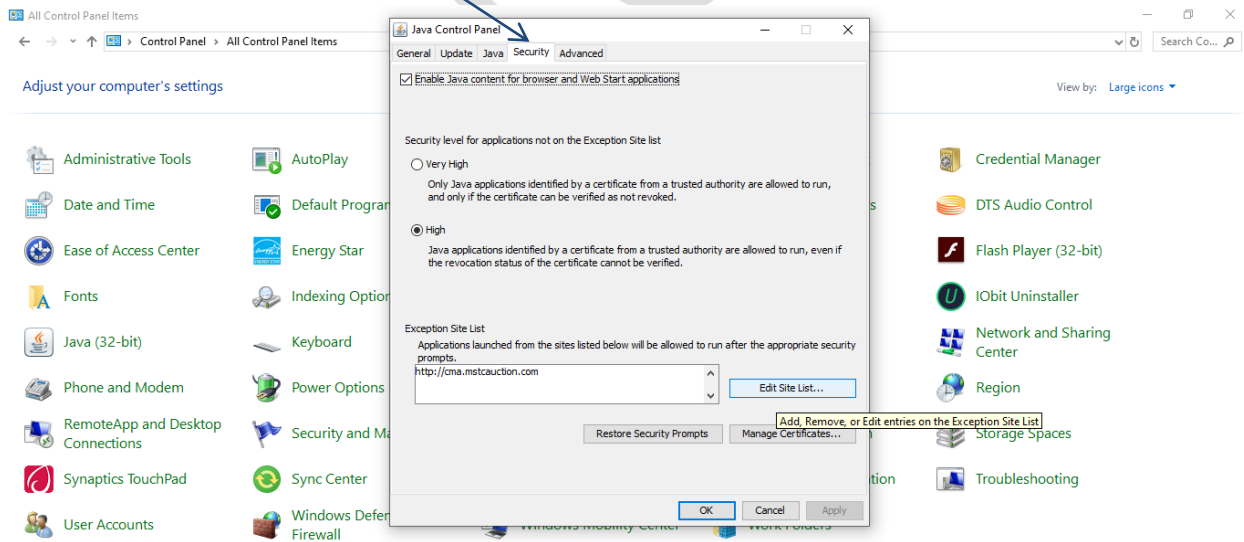 All Control Panel Items
Control Panel > All Control Panel Items
Search Co...
Adjust your computer's settings
View by: Large icons
Administrative Tools
AutoPlay
Credential Manager
Date and Time
Default Progra
s
DTS Audio Control
Ease of Access Center
Energy Star
Flash Player (32-bit)
Fonts
Indexing Option
IObit Uninstaller
Java (32-bit)
Keyboard
Network and Sharing
Center
Phone and Modem
Power Options
Region
RemoteApp and Desktop
Connections
Security and Ma
Storage Spaces
Synaptics TouchPad
Sync Center
tion
Troubleshooting
User Accounts
Windows Defen
Firewall
Windows Mobility Center
Work Folders
Java Control Panel
General Update Java Security Advanced
Enable Java content for browser and Web Start applications
Security level for applications not on the Exception Site list
Very High
Only Java applications identified by a certificate from a trusted authority are allowed to run,
and only if the certificate can be verified as not revoked.
High
Java applications identified by a certificate from a trusted authority are allowed to run, even if
the revocation status of the certificate cannot be verified.
Exception Site List
Applications launched from the sites listed below will be allowed to run after the appropriate security
prompts.
http://cma.mstcauction.com
Edit Site List...
Add, Remove, or Edit entries on the Exception Site List
Restore Security Prompts
Manage Certificates...
OK
Cancel
Apply